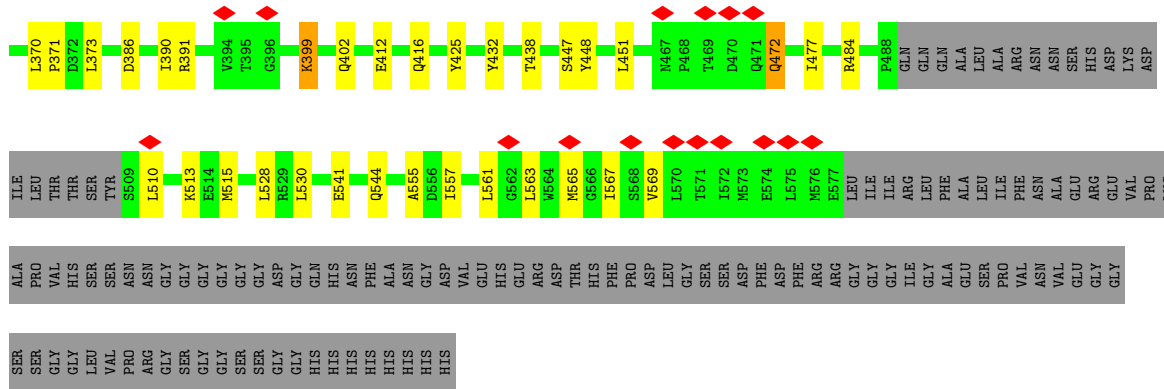 L370 P371 D372 L373 D386 I390 R391 V394 T395 G396 K399 Q402 E412 Q416 Y425 Y432 T438 S447 Y448 L451 N467 P468 T469 D470 Q471 Q472 I477 R484 P488 GLN GLN GLN ALA LEU ALA ARG ASN ASN SER HIS ASP LYS ASP
ILE LEU THR THR SER TYR S509 L510 K513 E514 M515 L528 R529 L530 E541 Q544 A555 D556 I557 L561 G562 L563 W564 M565 G566 I567 S568 V569 L570 T571 I572 M573 E574 L575 M576 E577 LEU ILE ILE ARG LEU PHE ALA LEU ILE PHE ASN ALA GLU ARG GLU VAL PRO
ALA PRO VAL HIS SER SER ASN ASN GLY GLY GLY GLY GLY ASP GLY GLN HIS ASN PHE ALA ASN GLY ASP VAL GLU HIS GLU ARG ASP THR HIS PHE PRO ASP LEU GLY SER SER ASP PHE ASP PHE ARG ARG GLY GLY GLY ILE GLY ALA GLU SER PRO VAL ASN VAL GLU GLY GLY
SER SER GLY GLY LEU VAL PRO ARG GLY SER GLY GLY SER SER GLY GLY HIS HIS HIS HIS HIS HIS HIS HIS